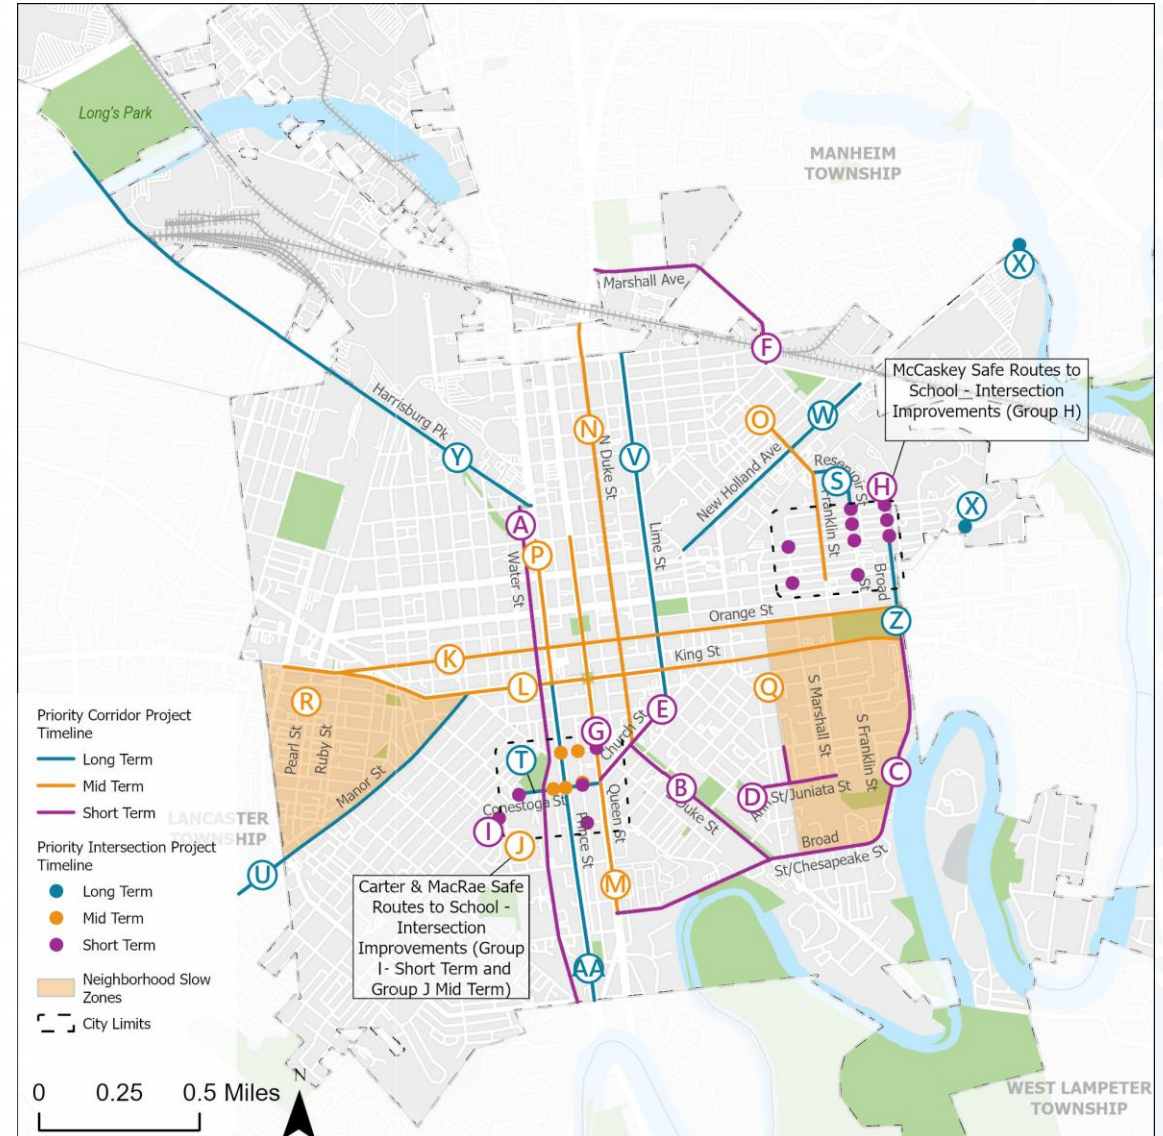 Long's Park
MANHEIM
TOWNSHIP
X
Marshall Ave
F
McCaskey Safe Routes to
School - Intersection
Improvements (Group H)
Harrisburg Pk
Y
N
N Duke St
V
O
W
New Holland Ave
Reservoir St
S
H
X
A
Water St
P
Lime St
Franklin St
Broad
St
Orange St
Z
K
King St
L
Q
R
Pearl St
Ruby St
Manor St
S Marshall St
S Franklin St
E
G
Church St
T
B
Duke St
D
St/Juniata St
C
Conestoga St
I
J
Prince St
Queen St
M
Broad
St/Chesapeake St
LANCASTER
TOWNSHIP
U
Carter & MacRae Safe
Routes to School -
Intersection
Improvements (Group
I- Short Term and
Group J Mid Term)
AA
Priority Corridor Project
Timeline
Long Term
Mid Term
Short Term
Priority Intersection Project
Timeline
Long Term
Mid Term
Short Term
Neighborhood Slow
Zones
City Limits
N
0 0.25 0.5 Miles
WEST LAMPETER
TOWNSHIP